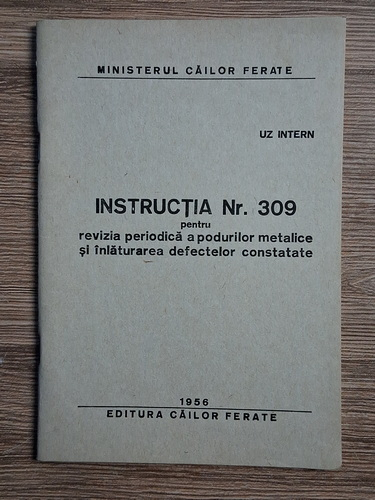 MINISTERUL CĂILOR FERATE
UZ INTERN
INSTRUCȚIA Nr. 309
pentru
revizia periodică a podurilor metalice
și înlăturarea defectelor constatate
1956
EDITURA CĂILOR FERATE